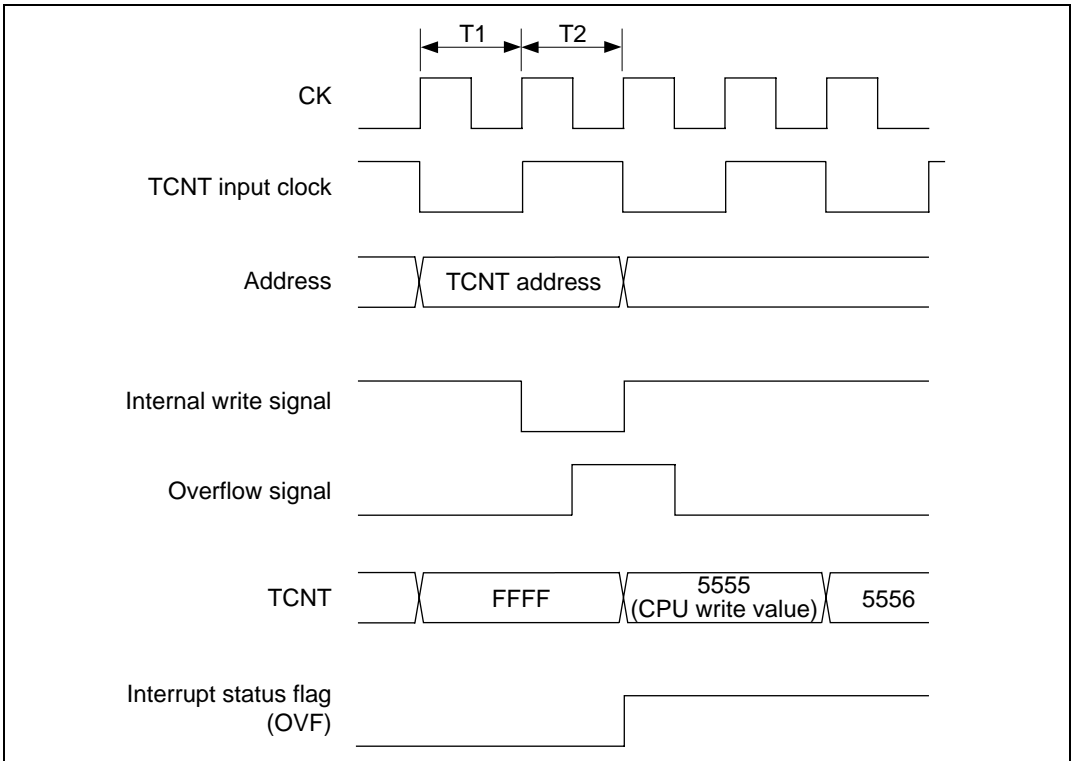 T1 T2
CK
TCNT input clock
Address TCNT address
Internal write signal
Overflow signal
TCNT FFFF 5555 (CPU write value) 5556
Interrupt status flag
(OVF)